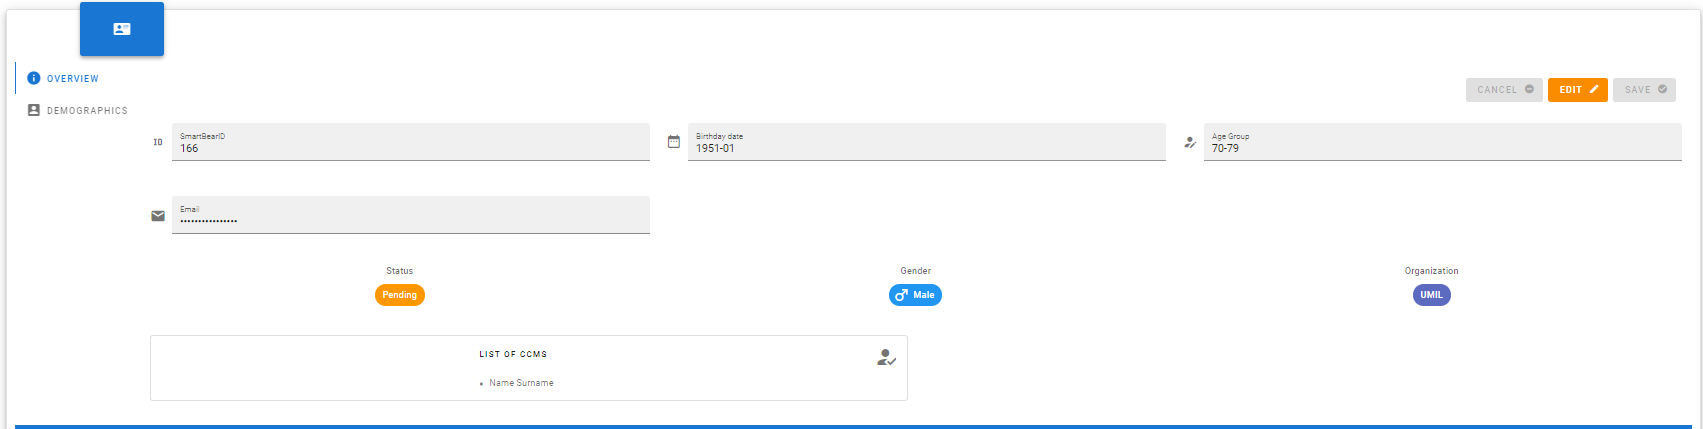 OVERVIEW
DEMOGRAPHICS
CANCEL EDIT SAVE
ID
SmartBearID
166
Birthday date
1951-01
Age Group
70-79
Email
••••••••••••••••
Status
Pending
Gender
Male
Organization
UMIL
LIST OF CCMS
• Name Surname